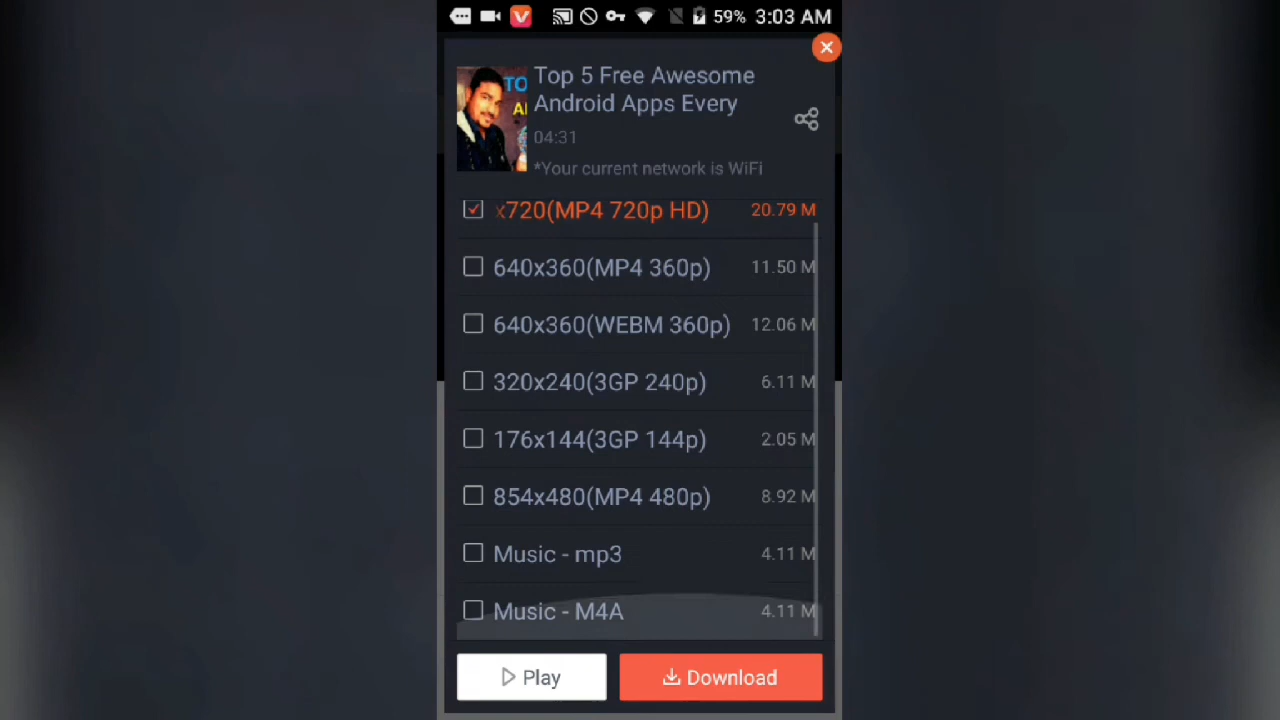 59% 3:03 AM
Top 5 Free Awesome
Android Apps Every
04:31
*Your current network is WiFi
x720(MP4 720p HD) 20.79 M
640x360(MP4 360p) 11.50 M
640x360(WEBM 360p) 12.06 M
320x240(3GP 240p) 6.11 M
176x144(3GP 144p) 2.05 M
854x480(MP4 480p) 8.92 M
Music - mp3 4.11 M
Music - M4A 4.11 M
Play Download